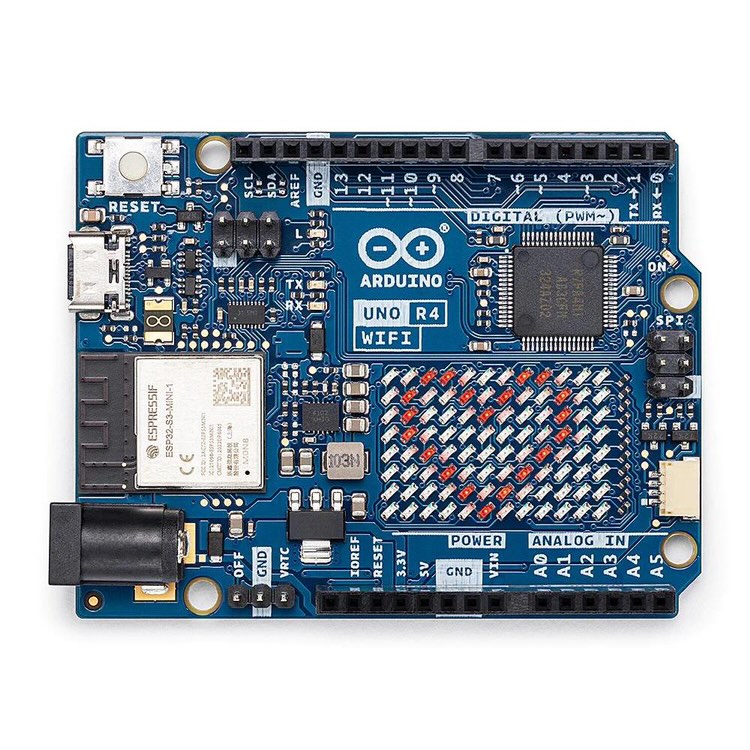 RESET
SCL
SDA
AREF
GND
13
12
~11
~10
~9
8
7
~6
~5
4
~3
2
TX→1
RX←0
DIGITAL (PWM~)
L
TX
RX
ARDUINO®
UNO R4
WIFI
ON
SPI
ESPRESSIF
ESP32-S3-MINI-1
CE
103N
OFF
GND
VRTC
IOREF
RESET
3.3V
5V
GND
VIN
POWER
ANALOG IN
A0
A1
A2
A3
A4
A5